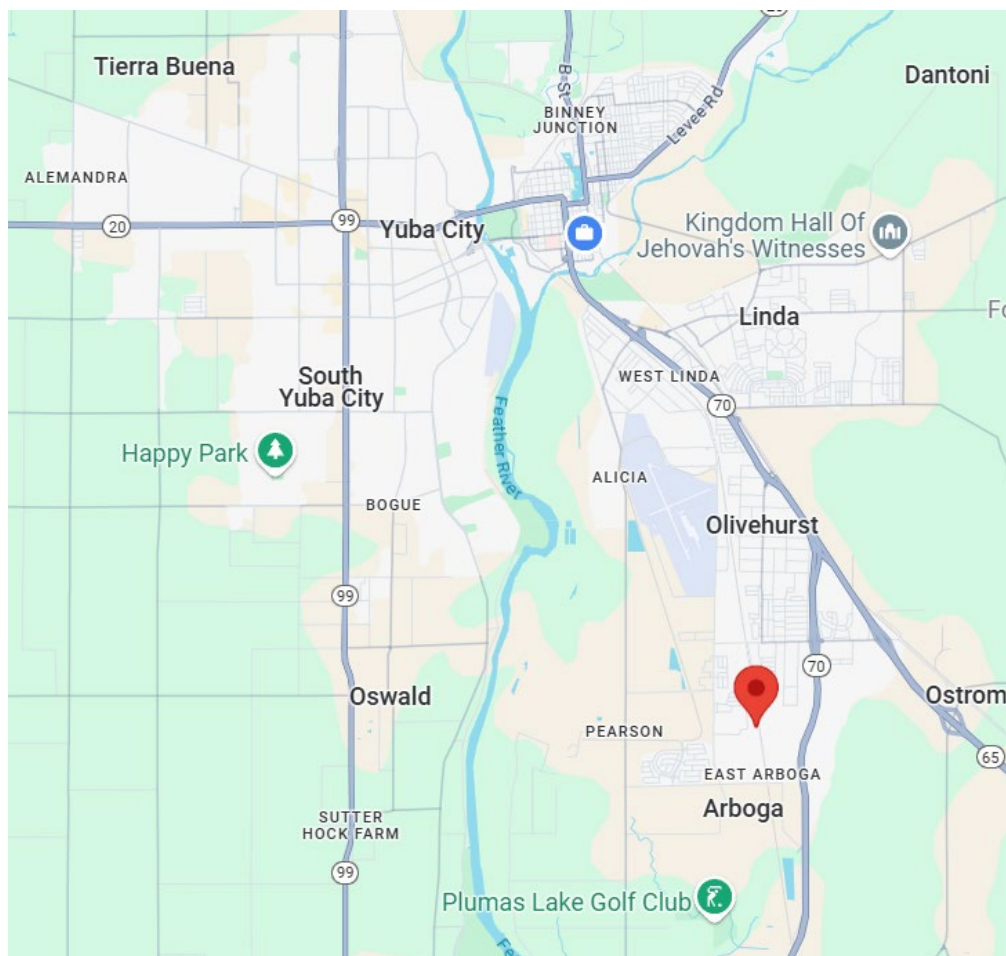 20
Tierra Buena
Dantoni
B St
BINNEY
JUNCTION
Levee Rd
ALEMANDRA
20
99
Yuba City
Kingdom Hall Of
Jehovah's Witnesses
Linda
Fo
South
Yuba City
WEST LINDA
70
Feather River
Happy Park
ALICIA
BOGUE
Olivehurst
99
70
Oswald
Ostrom
PEARSON
65
EAST ARBOGA
Arboga
SUTTER
HOCK FARM
99
Plumas Lake Golf Club
Fe